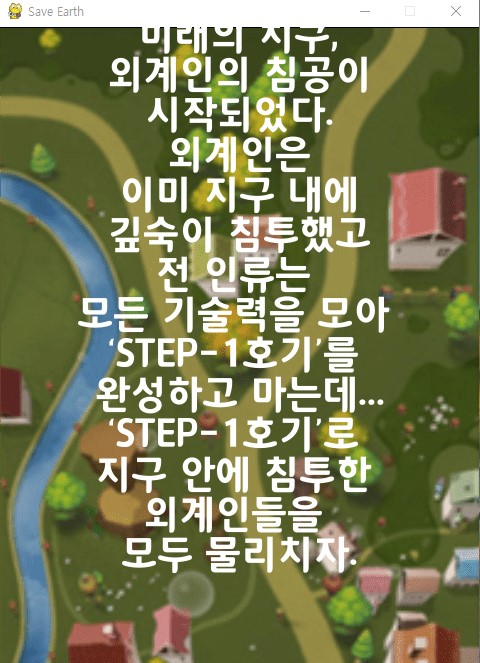 Save Earth
미래의 지구,
외계인의 침공이
시작되었다.
외계인은
이미 지구 내에
깊숙이 침투했고
전 인류는
모든 기술력을 모아
‘STEP-1호기’를
완성하고 마는데...
‘STEP-1호기’로
지구 안에 침투한
외계인들을
모두 물리치자.